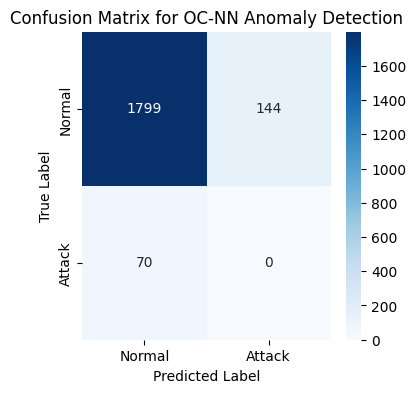 Confusion Matrix for OC-NN Anomaly Detection
True Label
Normal
Attack
1799 144
70 0
Normal Attack
Predicted Label
1600
1400
1200
1000
800
600
400
200
0